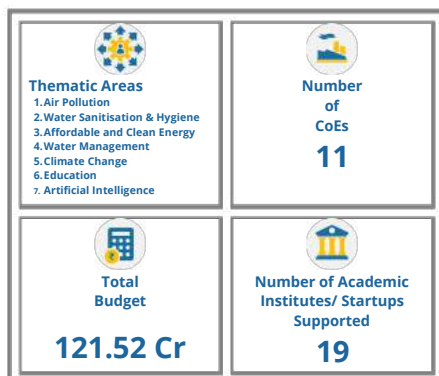 Thematic Areas
1.Air Pollution
2.Water Sanitisation & Hygiene
3.Affordable and Clean Energy
4.Water Management
5.Climate Change
6.Education
7. Artificial Intelligence
Number
of
CoEs
11
Total
Budget
121.52 Cr
Number of Academic
Institutes/ Startups
Supported
19